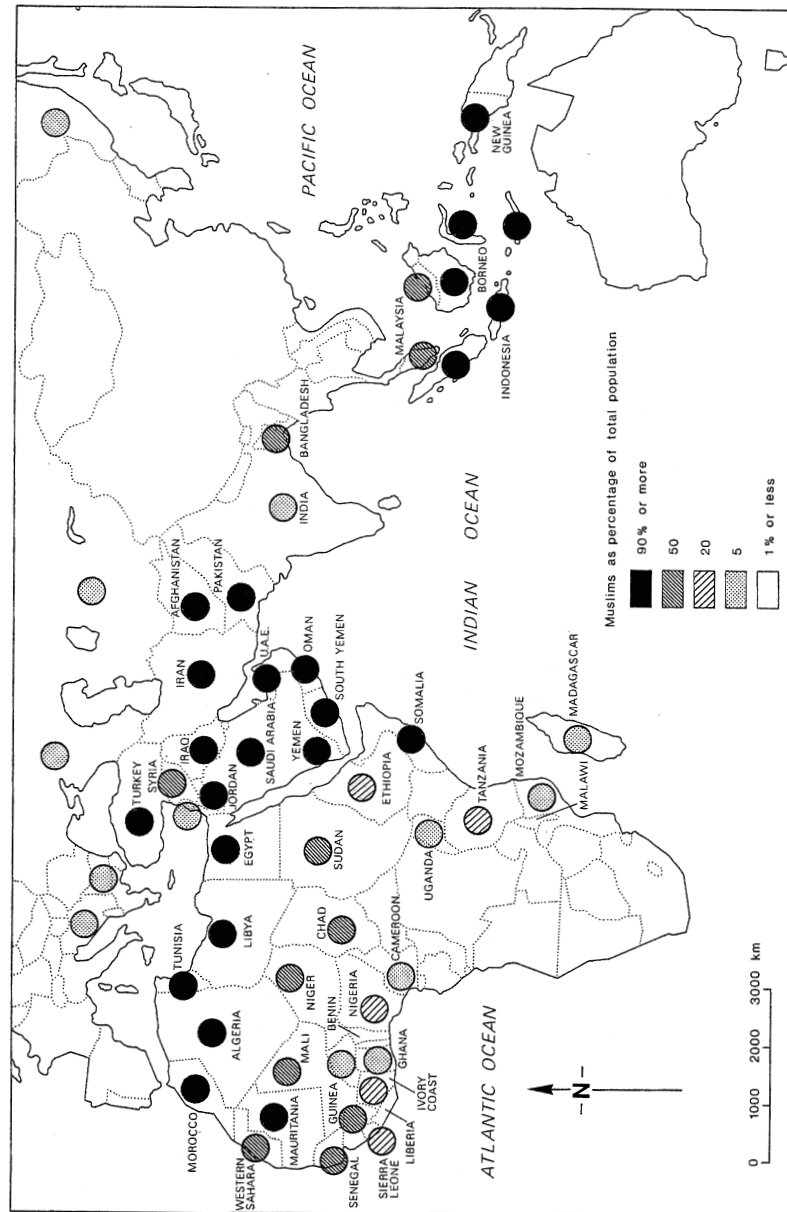 PACIFIC OCEAN
NEW
GUINEA
BORNEO
MALAYSIA
INDONESIA
BANGLADESH
INDIA
AFGHANISTAN
PAKISTAN
IRAN
U.A.E.
OMAN
SOUTH YEMEN
TURKEY
SYRIA
IRAQ
JORDAN
SAUDI ARABIA
YEMEN
SOMALIA
INDIAN OCEAN
EGYPT
SUDAN
ETHIOPIA
UGANDA
TANZANIA
MOZAMBIQUE
MALAWI
MADAGASCAR
TUNISIA
LIBYA
CHAD
CAMEROON
ALGERIA
NIGER
BENIN
NIGERIA
MOROCCO
MALI
GHANA
IVORY
COAST
WESTERN
SAHARA
MAURITANIA
GUINEA
SENEGAL
SIERRA
LEONE
LIBERIA
ATLANTIC OCEAN
-N-
0 1000 2000 3000 km
Muslims as percentage of total population
90% or more
50
20
5
1% or less